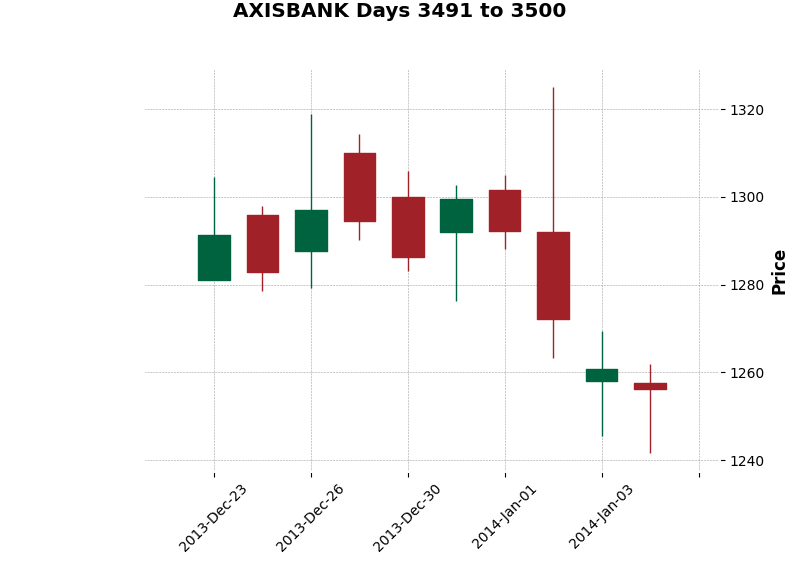 AXISBANK Days 3491 to 3500
1320
1300
1280
1260
1240
Price
2013-Dec-23
2013-Dec-26
2013-Dec-30
2014-Jan-01
2014-Jan-03